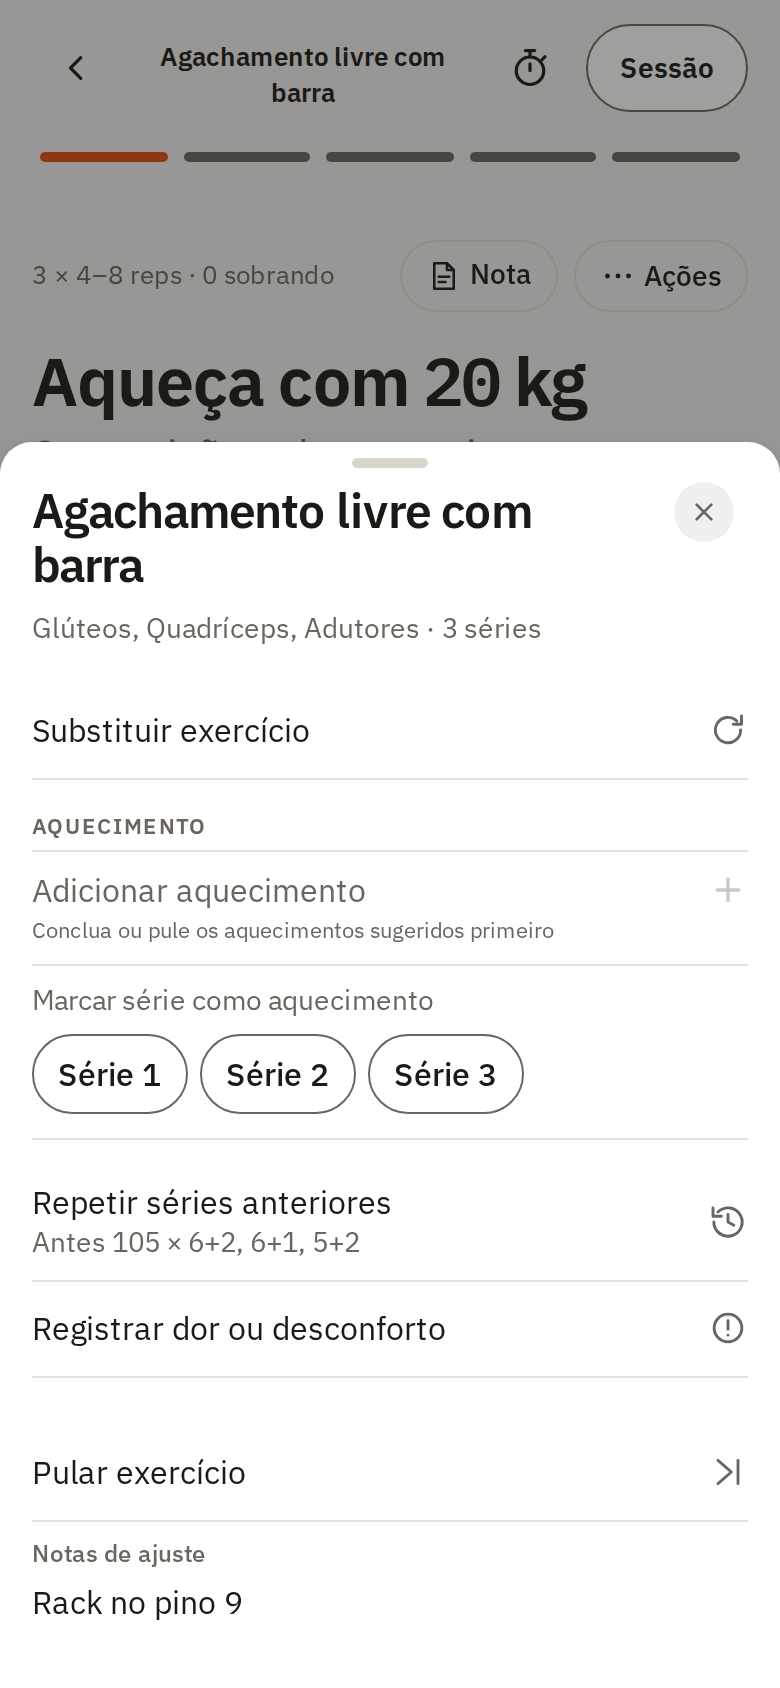 Agachamento livre com
barra
Sessão
3 × 4–8 reps · 0 sobrando
Nota
Ações
Aqueça com 20 kg
Agachamento livre com
barra
Glúteos, Quadríceps, Adutores · 3 séries
Substituir exercício
AQUECIMENTO
Adicionar aquecimento
Conclua ou pule os aquecimentos sugeridos primeiro
Marcar série como aquecimento
Série 1
Série 2
Série 3
Repetir séries anteriores
Antes 105 × 6+2, 6+1, 5+2
Registrar dor ou desconforto
Pular exercício
Notas de ajuste
Rack no pino 9